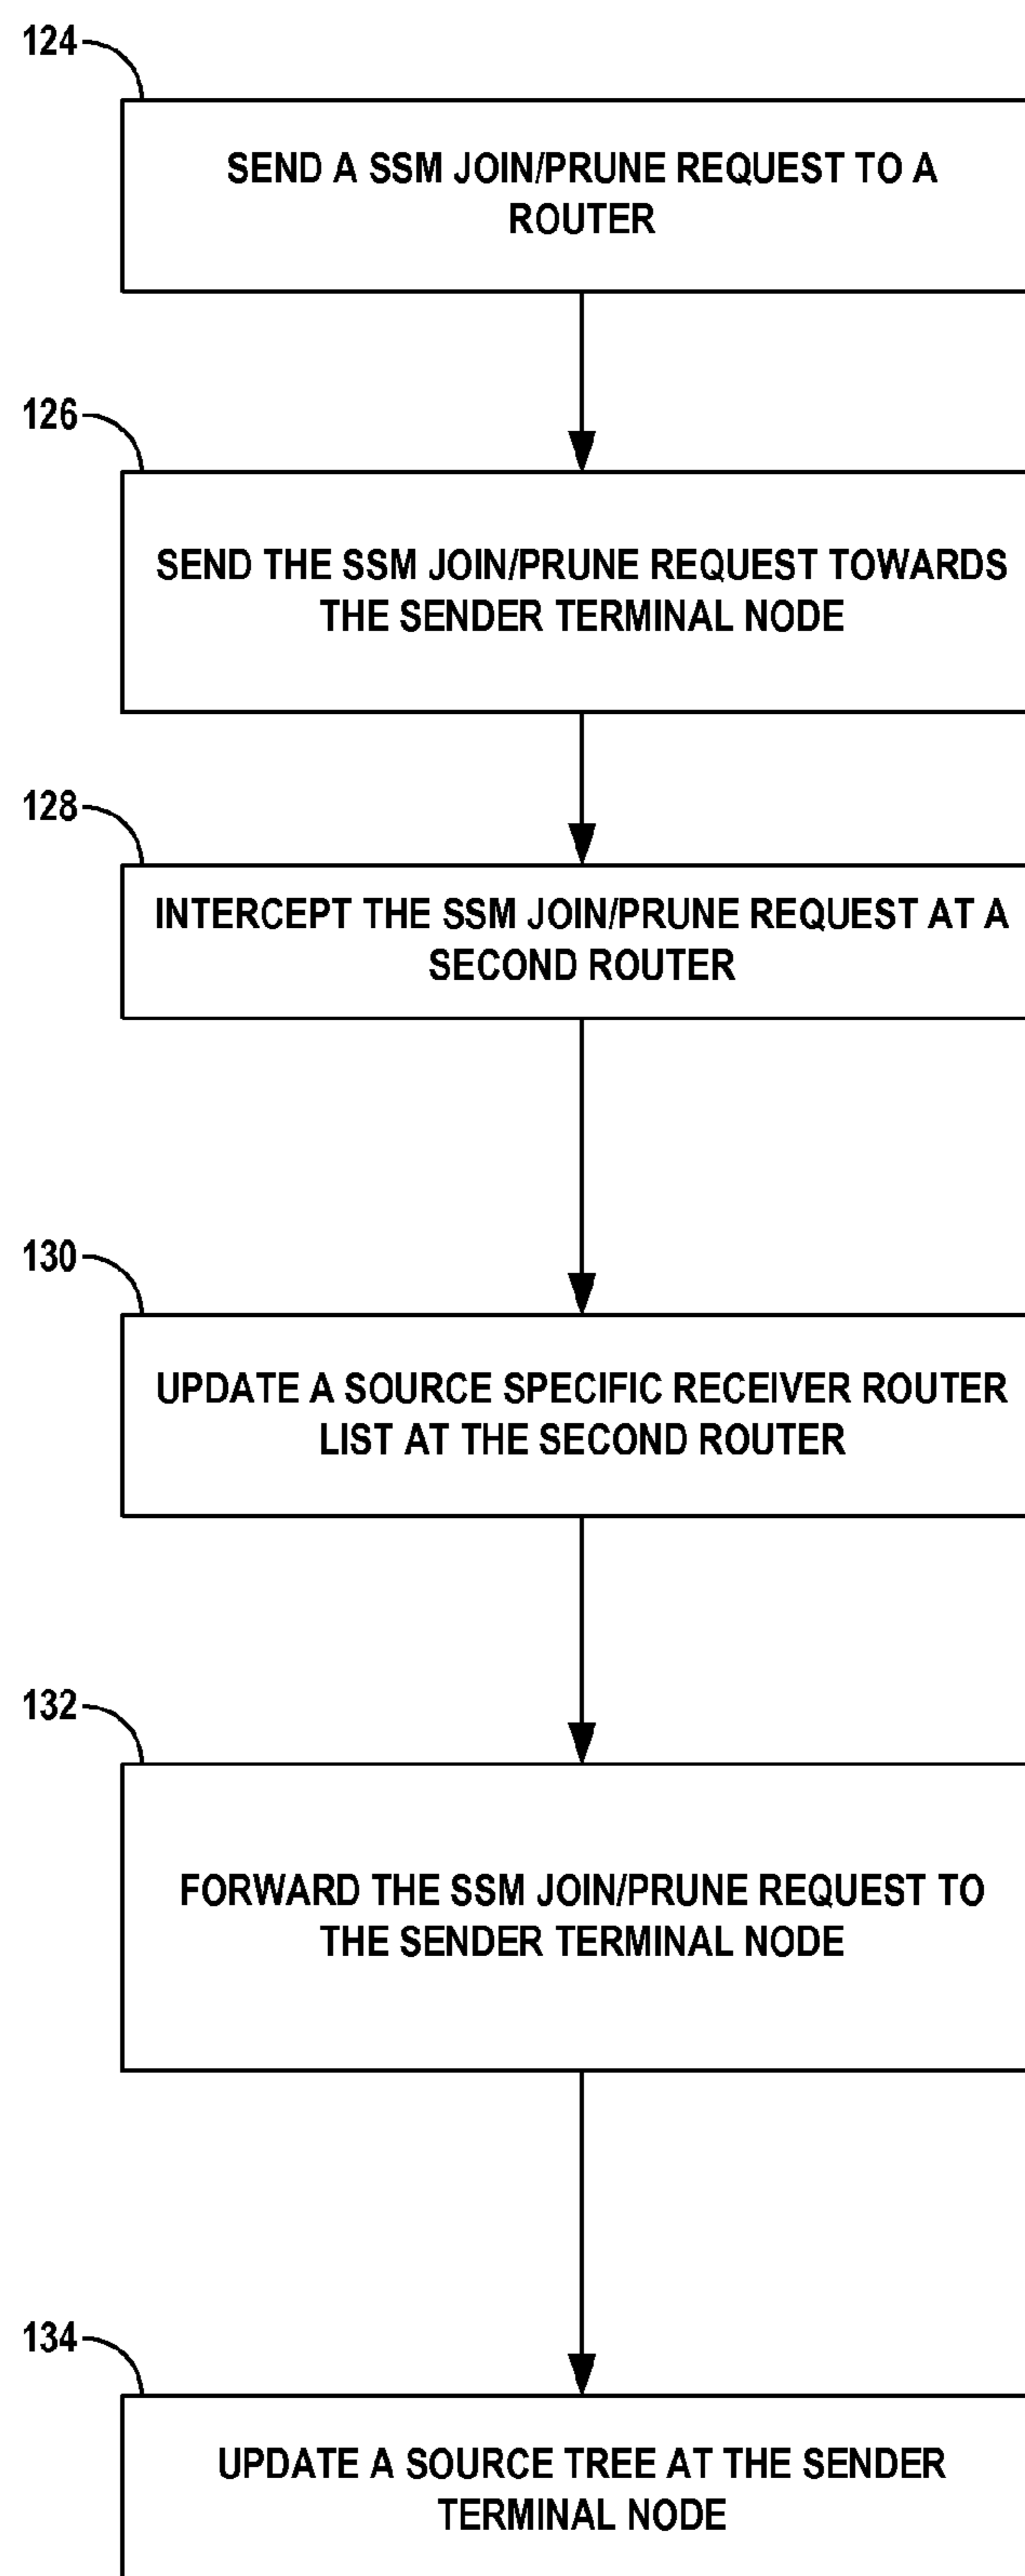 124
SEND A SSM JOIN/PRUNE REQUEST TO A
ROUTER
126
SEND THE SSM JOIN/PRUNE REQUEST TOWARDS
THE SENDER TERMINAL NODE
128
INTERCEPT THE SSM JOIN/PRUNE REQUEST AT A
SECOND ROUTER
130
UPDATE A SOURCE SPECIFIC RECEIVER ROUTER
LIST AT THE SECOND ROUTER
132
FORWARD THE SSM JOIN/PRUNE REQUEST TO
THE SENDER TERMINAL NODE
134
UPDATE A SOURCE TREE AT THE SENDER
TERMINAL NODE